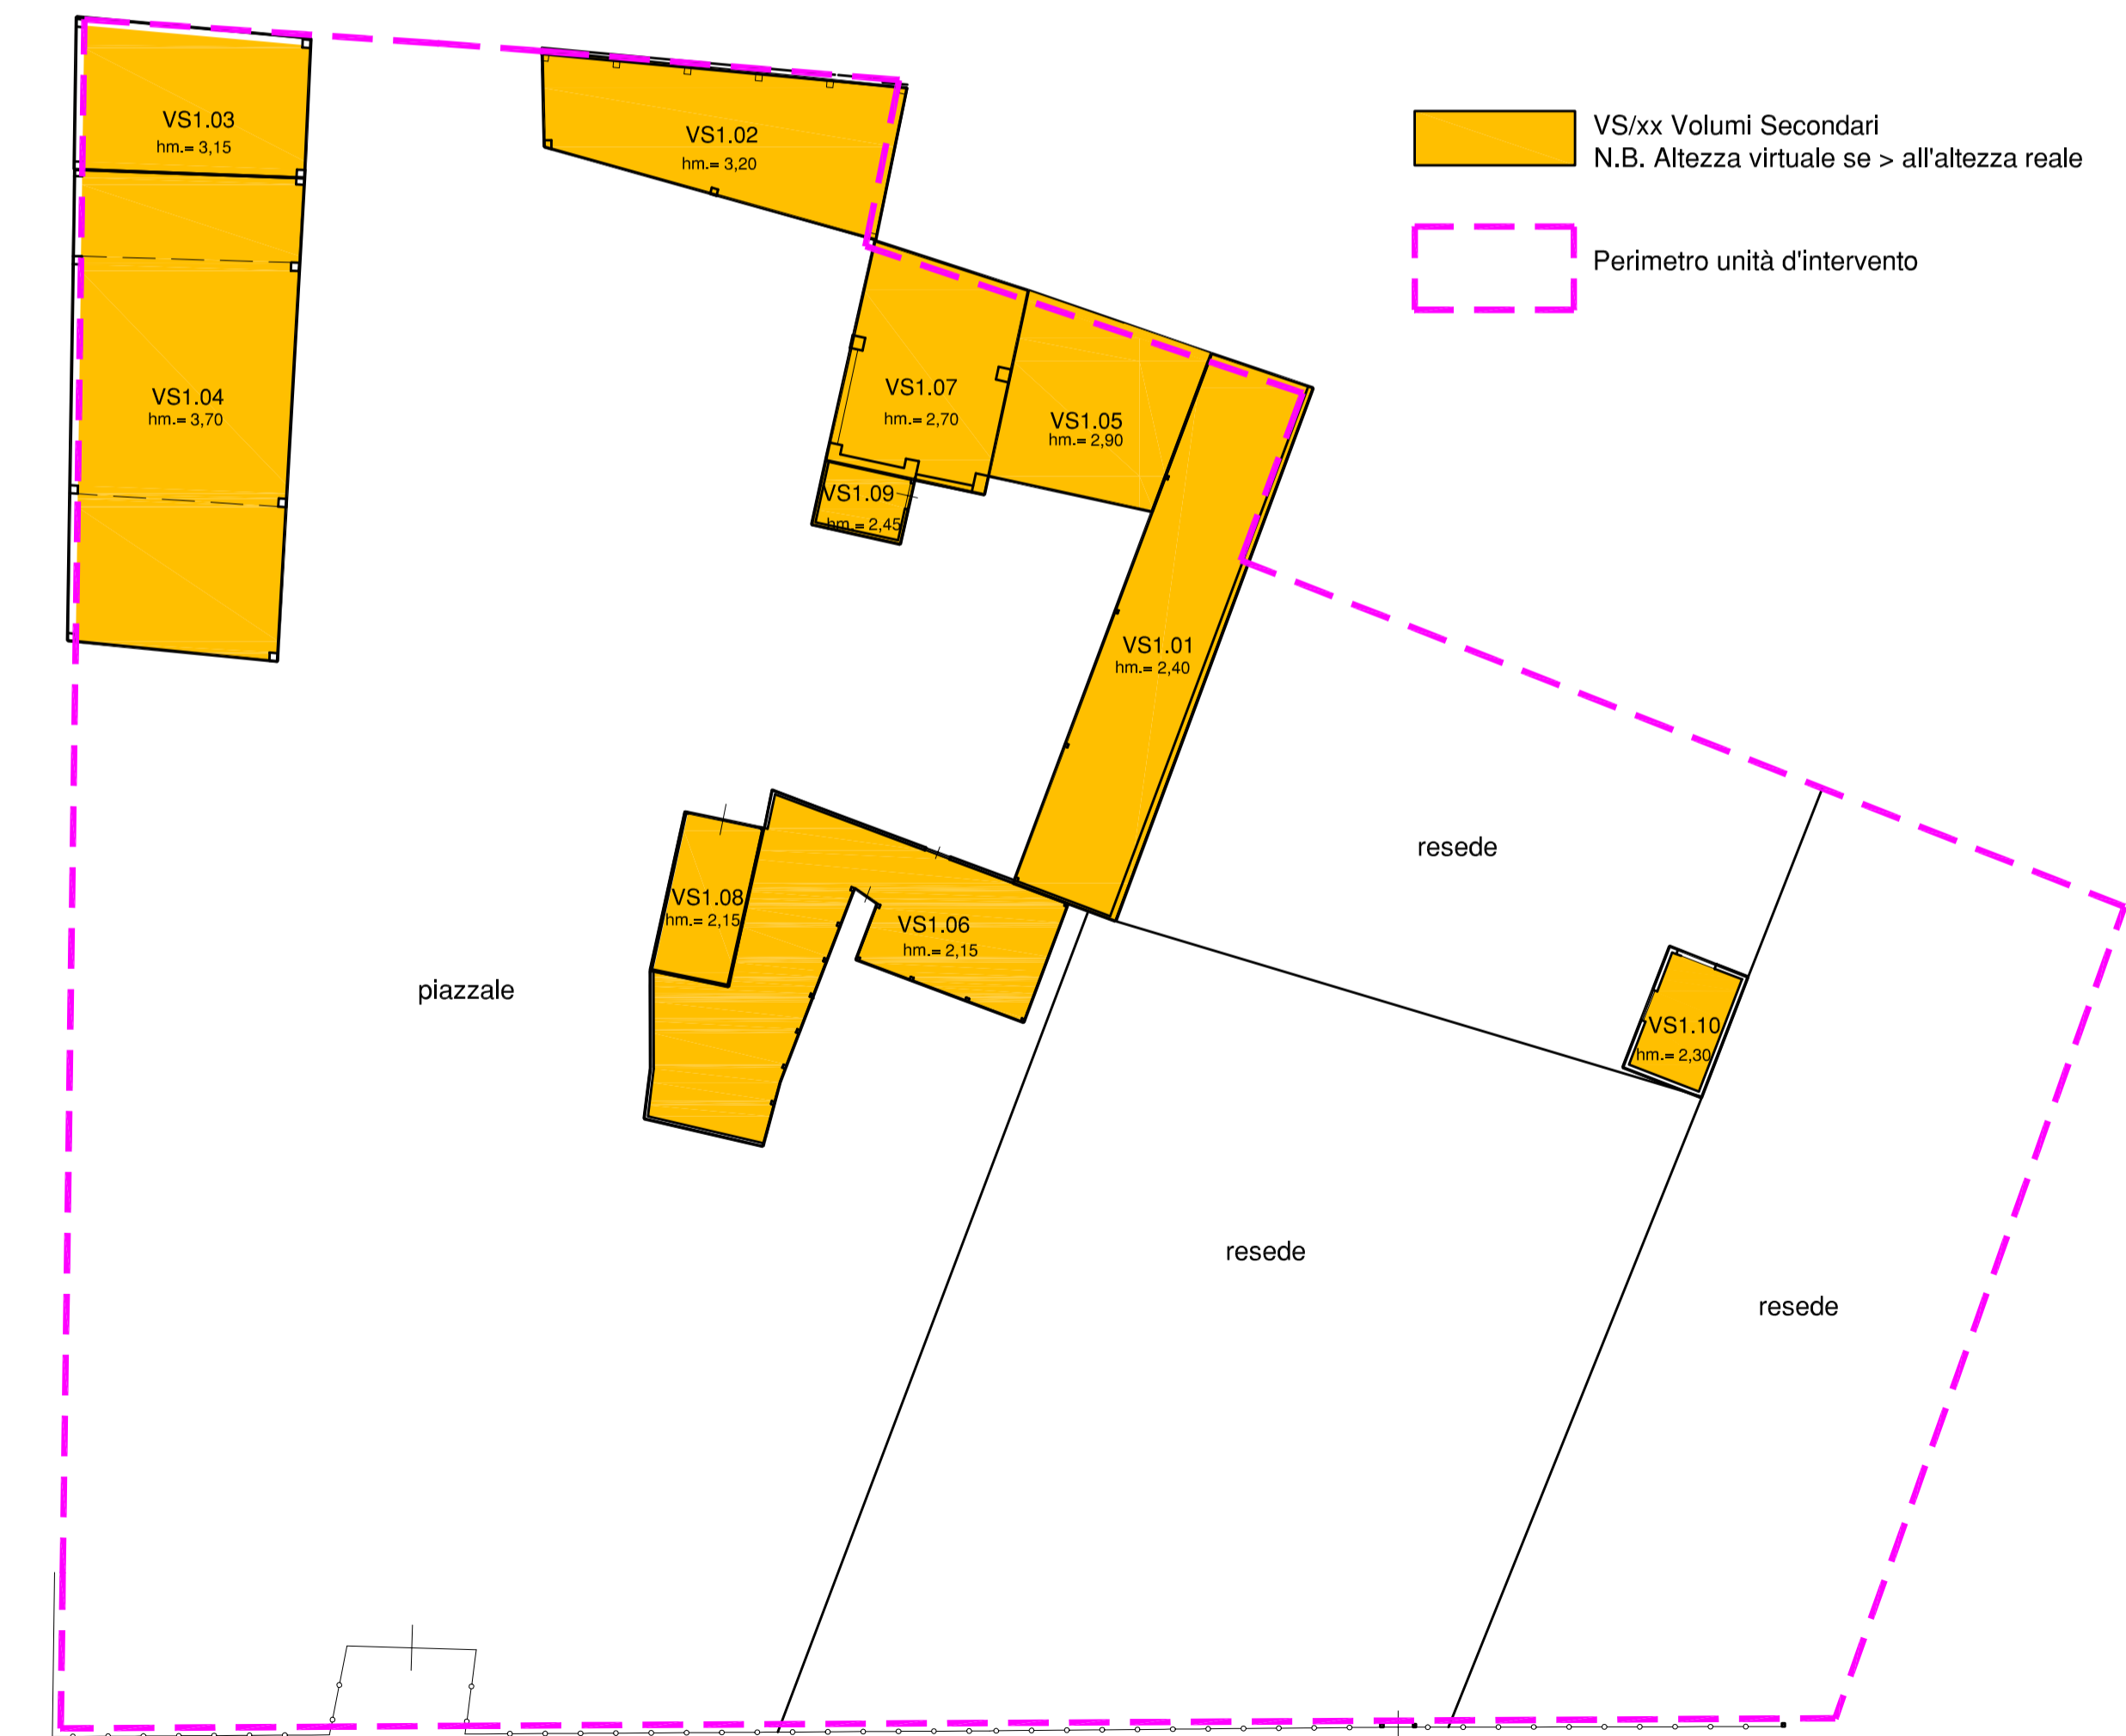 VS/xx Volumi Secondari
N.B. Altezza virtuale se > all'altezza reale
Perimetro unità d'intervento
VS1.03
hm.= 3,15
VS1.02
hm.= 3,20
VS1.04
hm.= 3,70
VS1.07
hm.= 2,70
VS1.05
hm.= 2,90
VS1.09
hm.= 2,45
VS1.01
hm.= 2,40
resede
VS1.08
hm.= 2,15
VS1.06
hm.= 2,15
piazzale
VS1.10
hm.= 2,30
resede
resede